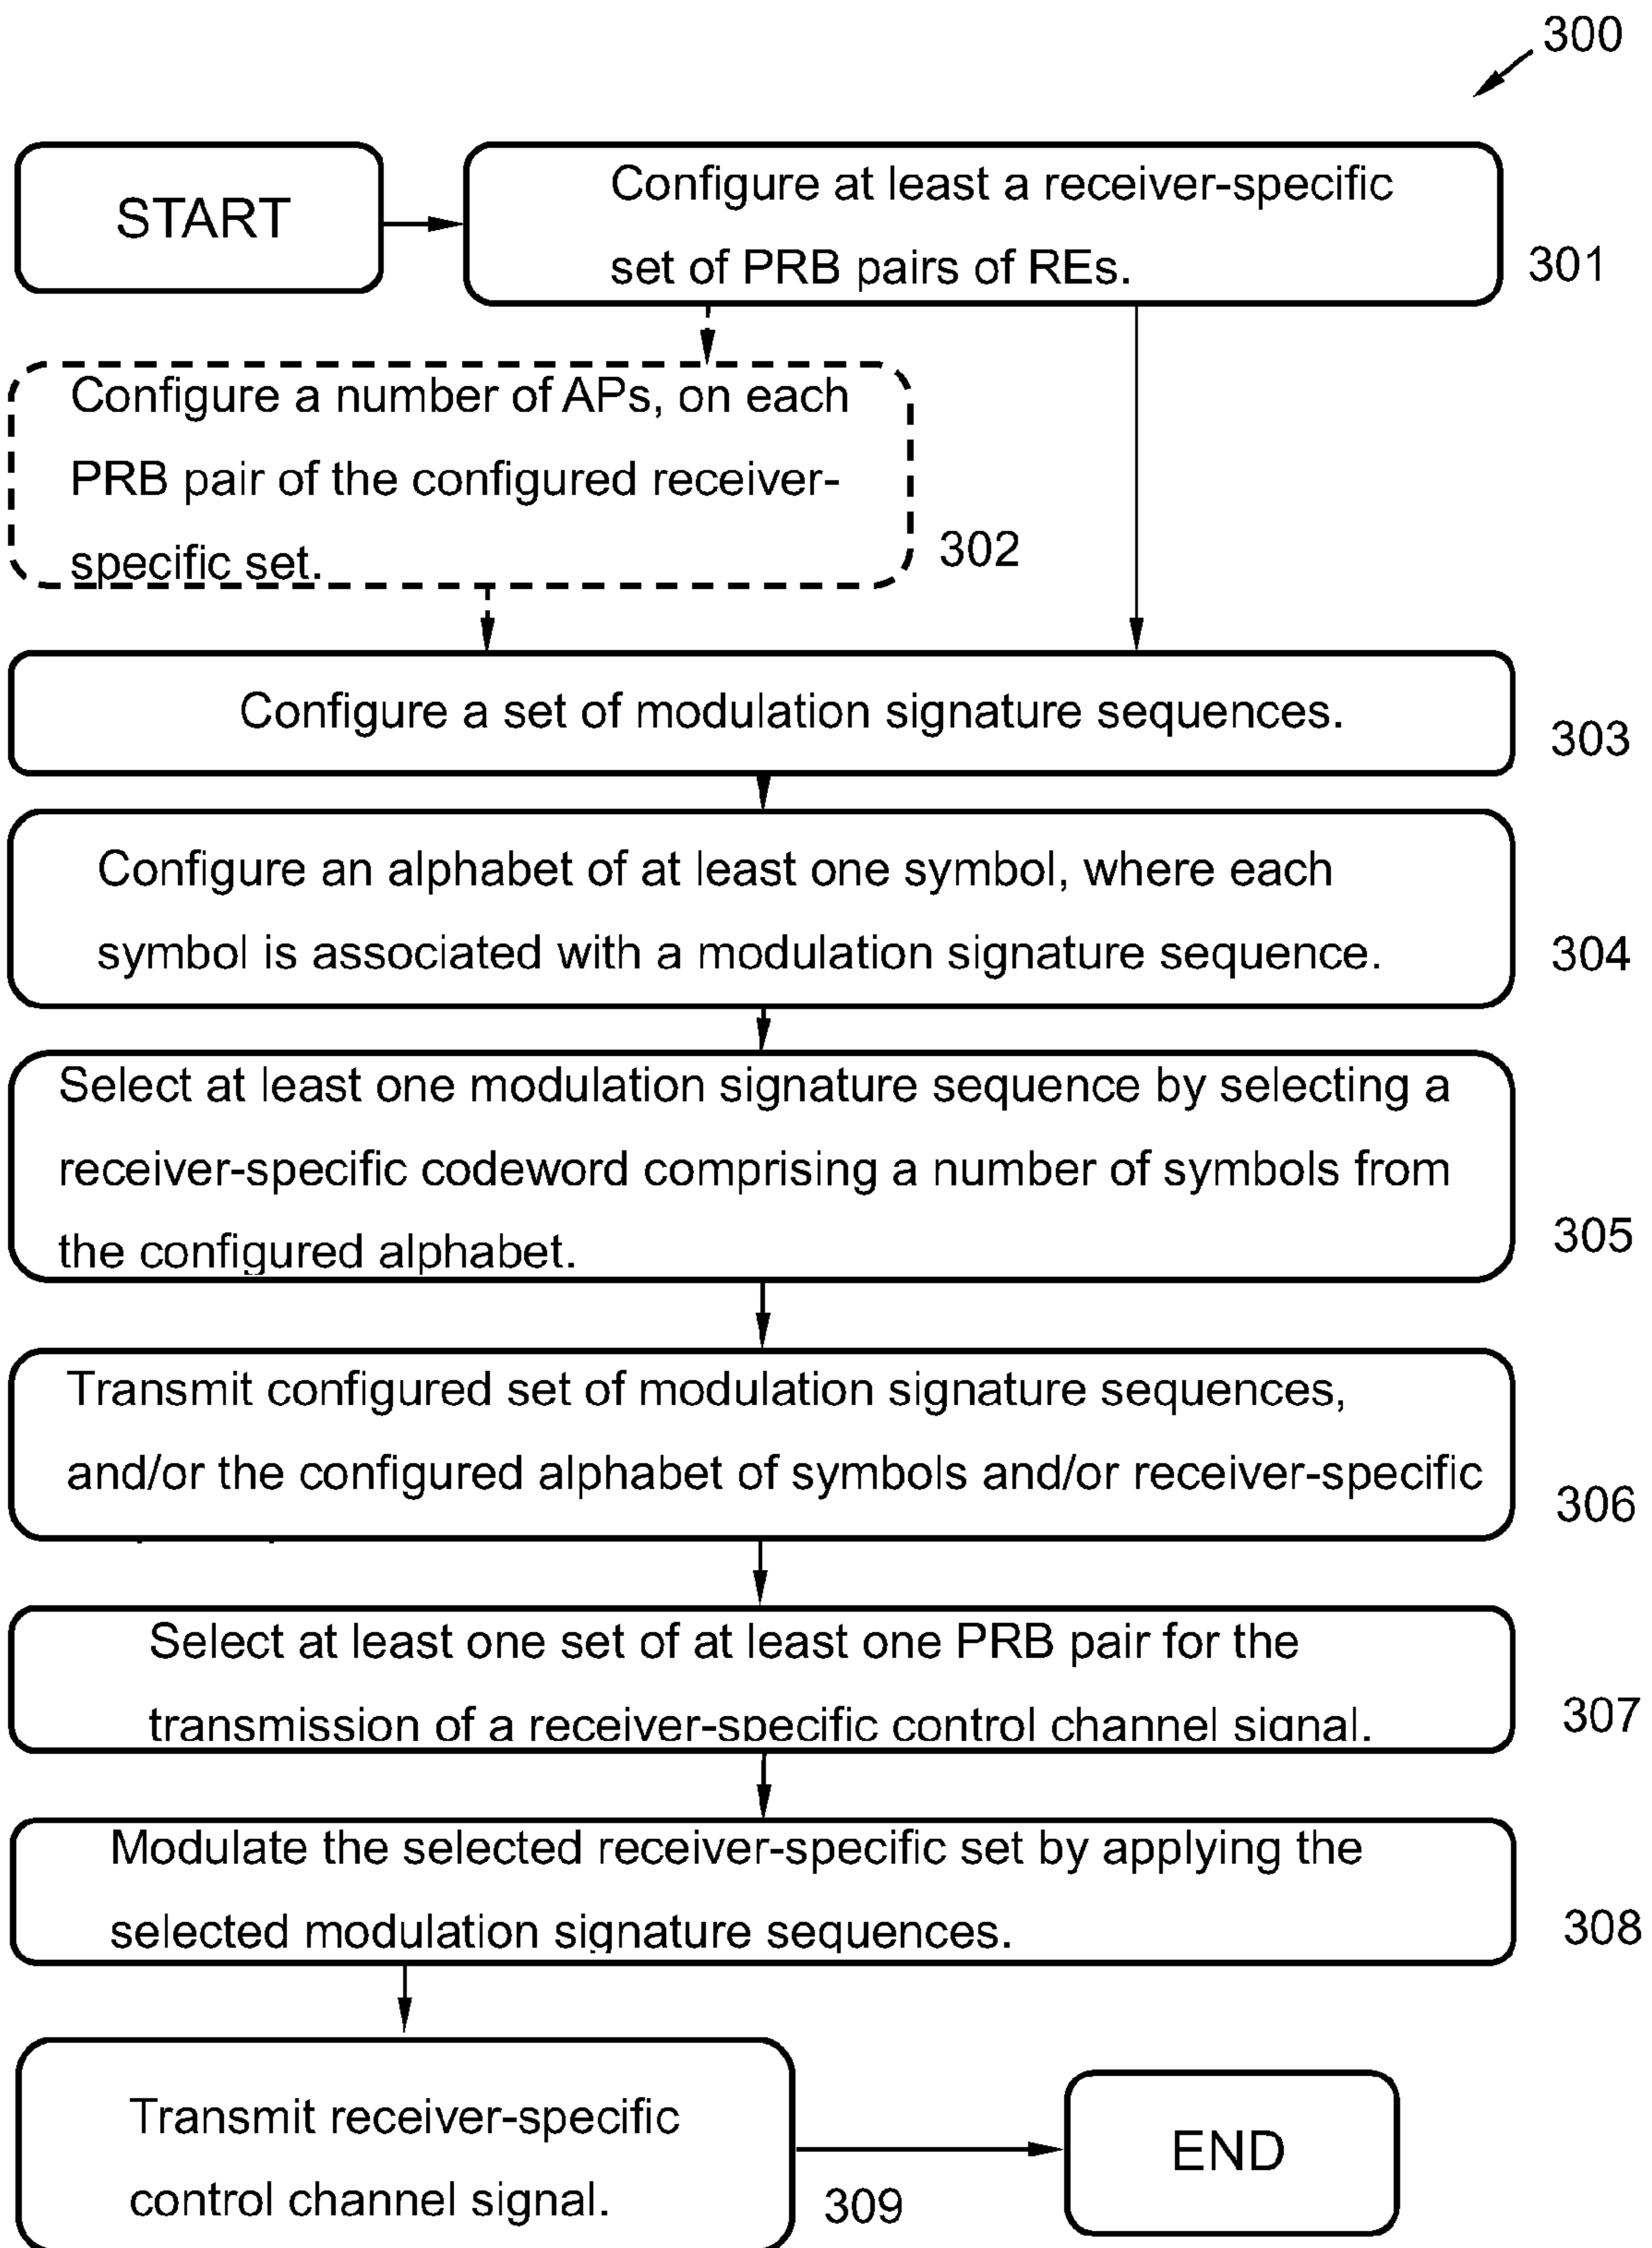 300
START
Configure at least a receiver-specific
set of PRB pairs of REs.
301
Configure a number of APs, on each
PRB pair of the configured receiver-
specific set.
302
Configure a set of modulation signature sequences.
303
Configure an alphabet of at least one symbol, where each
symbol is associated with a modulation signature sequence.
304
Select at least one modulation signature sequence by selecting a
receiver-specific codeword comprising a number of symbols from
the configured alphabet.
305
Transmit configured set of modulation signature sequences,
and/or the configured alphabet of symbols and/or receiver-specific
306
Select at least one set of at least one PRB pair for the
transmission of a receiver-specific control channel signal.
307
Modulate the selected receiver-specific set by applying the
selected modulation signature sequences.
308
Transmit receiver-specific
control channel signal.
309
END